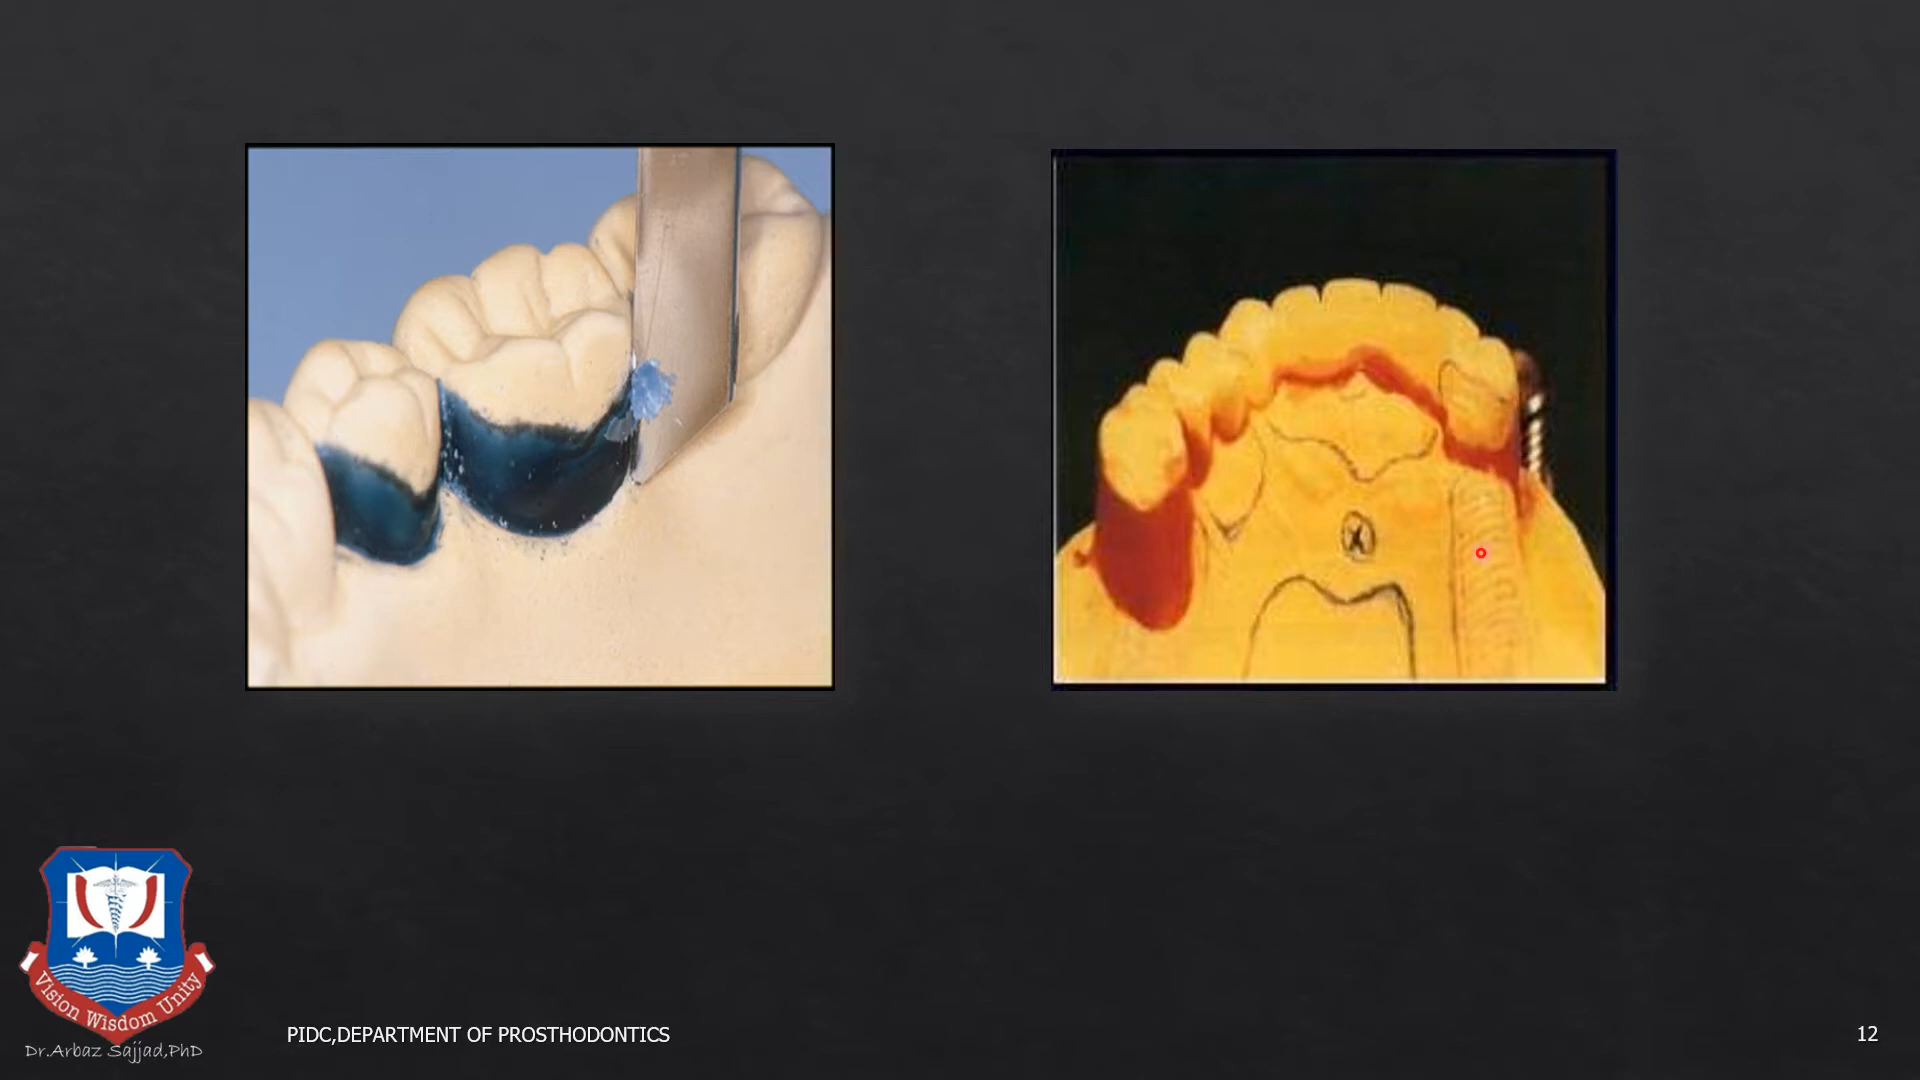 Vision Wisdom Unity
Dr.Arbaz Sajjad,PhD
PIDC,DEPARTMENT OF PROSTHODONTICS
12